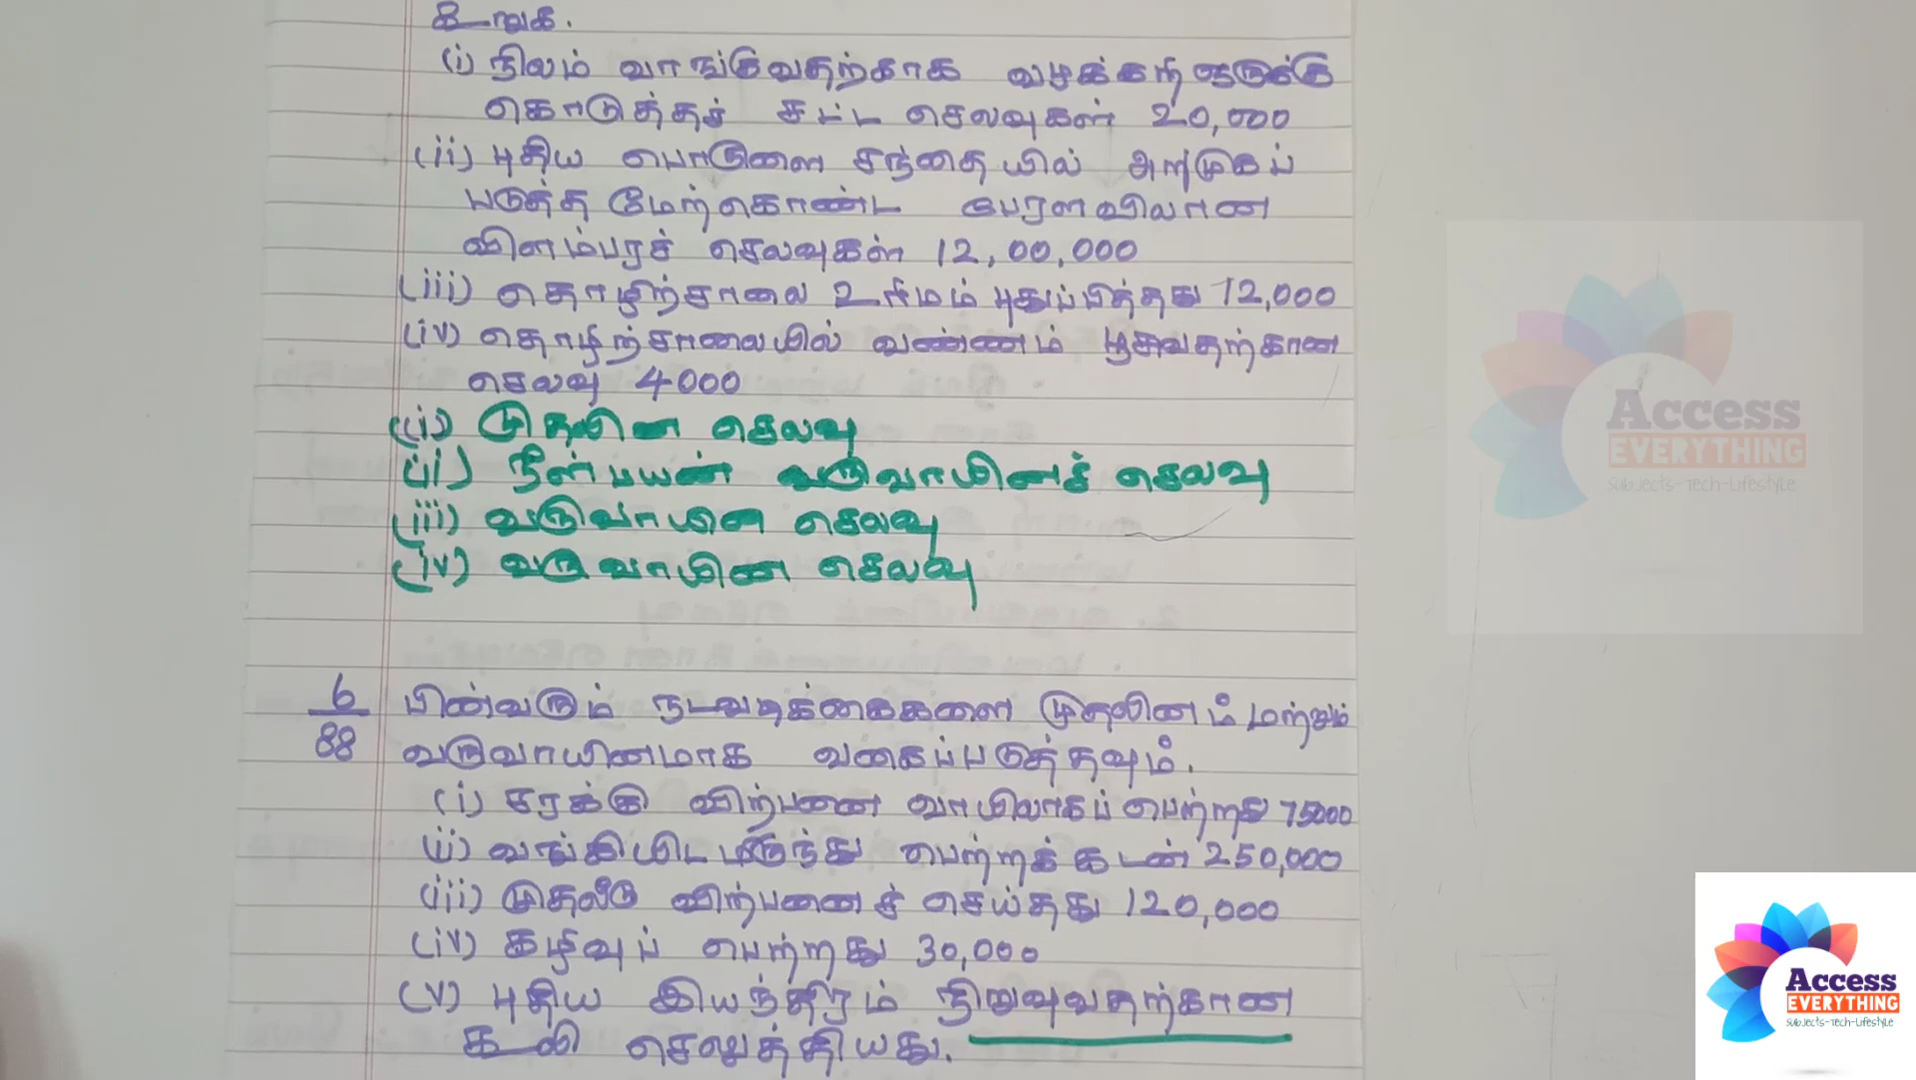 கூறுக.
(i) நிலம் வாங்குவதற்காக வழக்கறிஞருக்கு
கொடுத்தச் சட்ட செலவுகள் 20,000
(ii) புதிய பொருளை சந்தையில் அறிமுகப்
படுத்த மேற்கொண்ட பேரளவிலான
விளம்பரச் செலவுகள் 12,00,000
(iii) தொழிற்சாலை உரிமம் புதுப்பித்தது 12,000
(iv) தொழிற்சாலையில் வண்ணம் பூசுவதற்கான
செலவு 4000
(i) முதலின செலவு
(ii) நீள்பயன் வருவாயினச் செலவு
(iii) வருவாயின செலவு
(iv) வருவாயின செலவு
6/88 பின்வரும் நடவடிக்கைகளை முதலினம் மற்றும்
வருவாயினமாக வகைப்படுத்தவும்.
(i) சரக்கு விற்பனை வாயிலாகப் பெற்றது 75000
(ii) வங்கியிடமிருந்து பெற்றக் கடன் 250,000
(iii) முதலீடு விற்பனைச் செய்தது 120,000
(iv) கழிவுப் பெற்றது 30,000
(v) புதிய இயந்திரம் நிறுவுவதற்கான
கூலி செலுத்தியது.
Access
EVERYTHING
Subjects-Tech-Lifestyle
Access
EVERYTHING
Subjects-Tech-Lifestyle